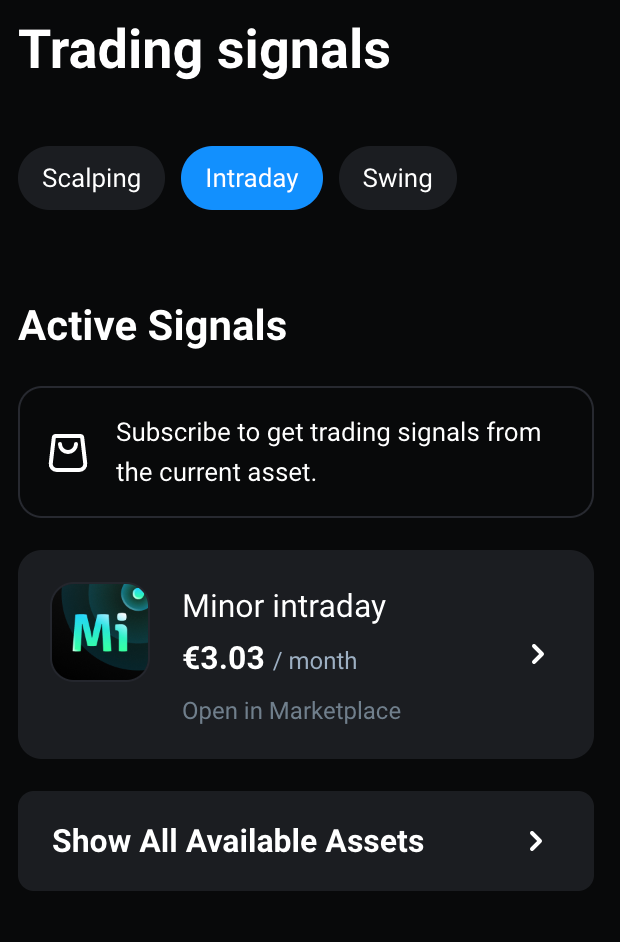 Trading signals
Scalping
Intraday
Swing
Active Signals
Subscribe to get trading signals from
the current asset.
Mi
Minor intraday
€3.03 / month
Open in Marketplace
Show All Available Assets